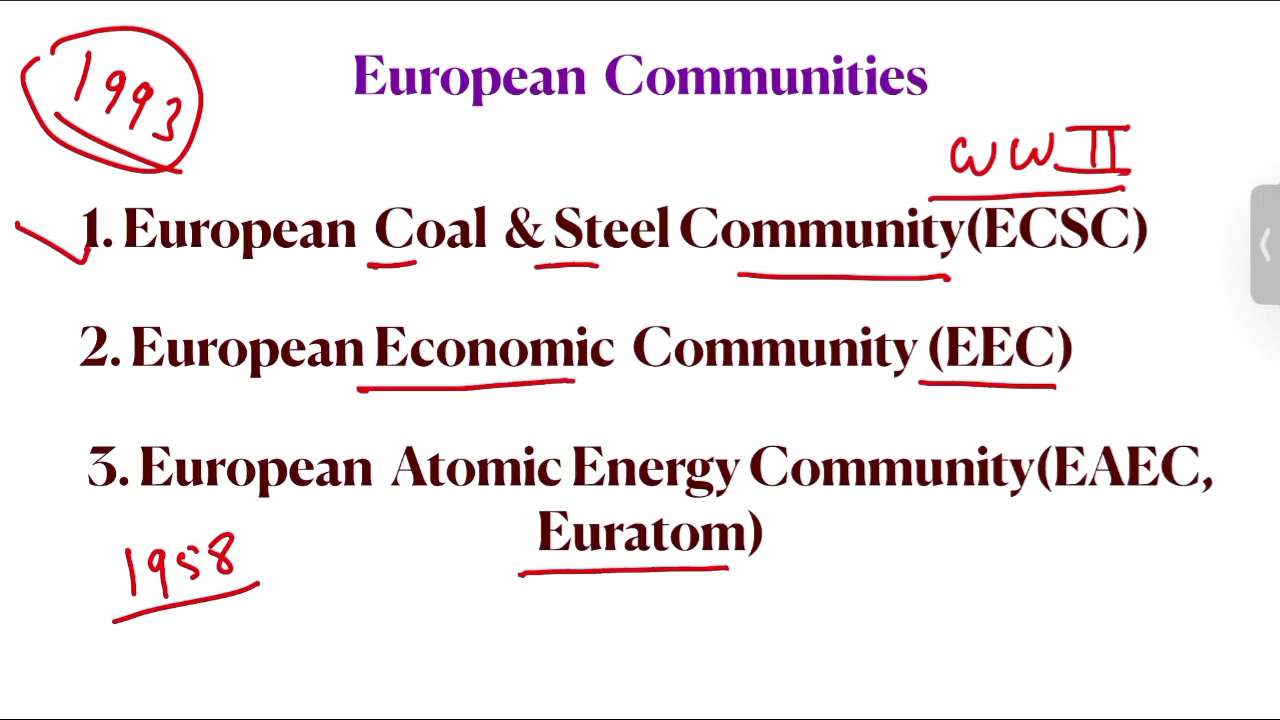 1993
European Communities
WW II
1. European Coal & Steel Community(ECSC)
2. European Economic Community (EEC)
3. European Atomic Energy Community(EAEC,
Euratom)
1958